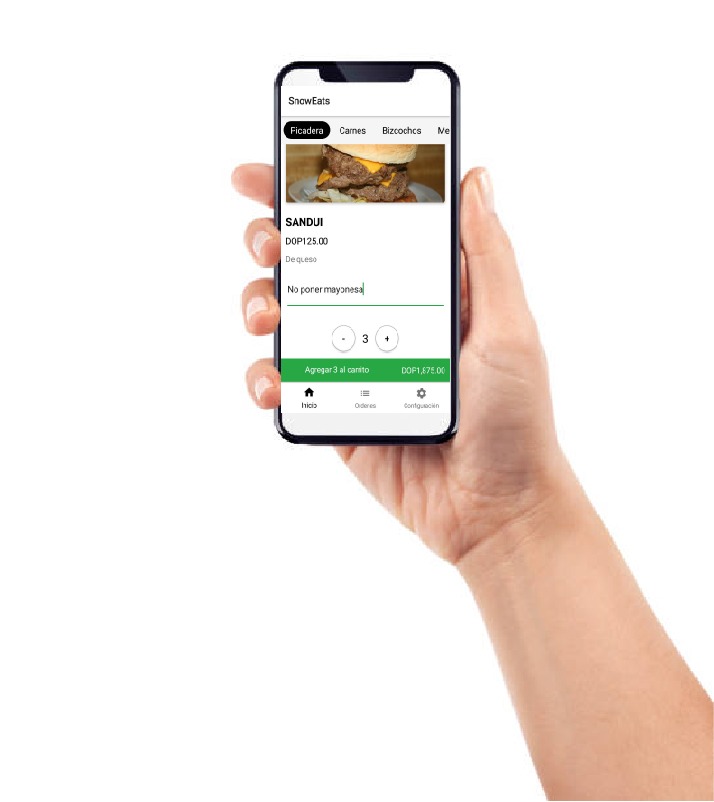 SnowEats
Picadera Carnes Bizcochos Me
SANDUI
DOP125.00
De queso
No poner mayonesa
- 3 +
Agregar 3 al carrito DOP1,875.00
Inicio Ordenes Configuración